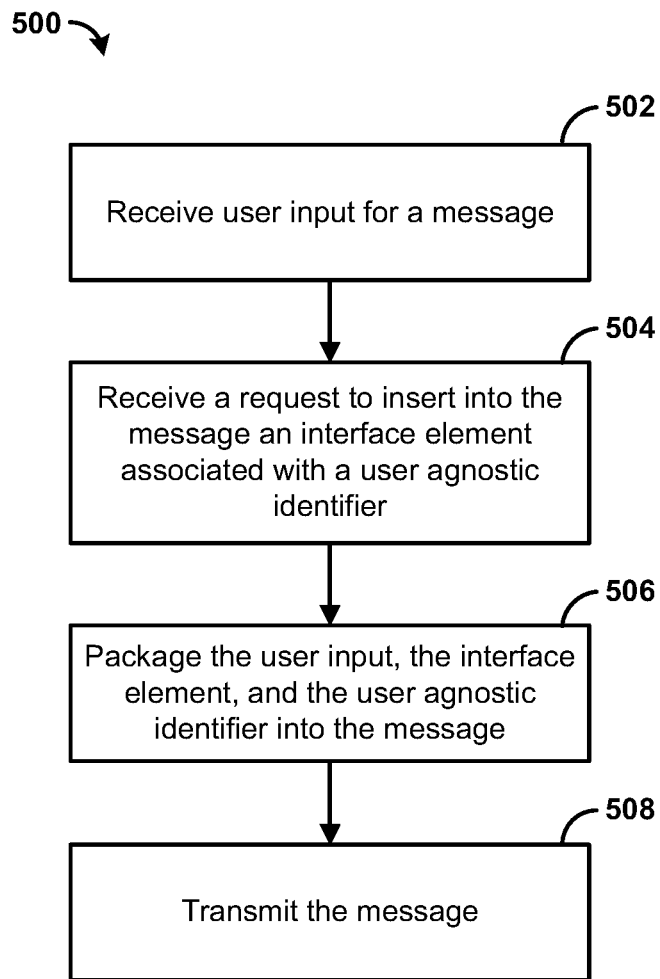 500
502
Receive user input for a message
504
Receive a request to insert into the
message an interface element
associated with a user agnostic
identifier
506
Package the user input, the interface
element, and the user agnostic
identifier into the message
508
Transmit the message